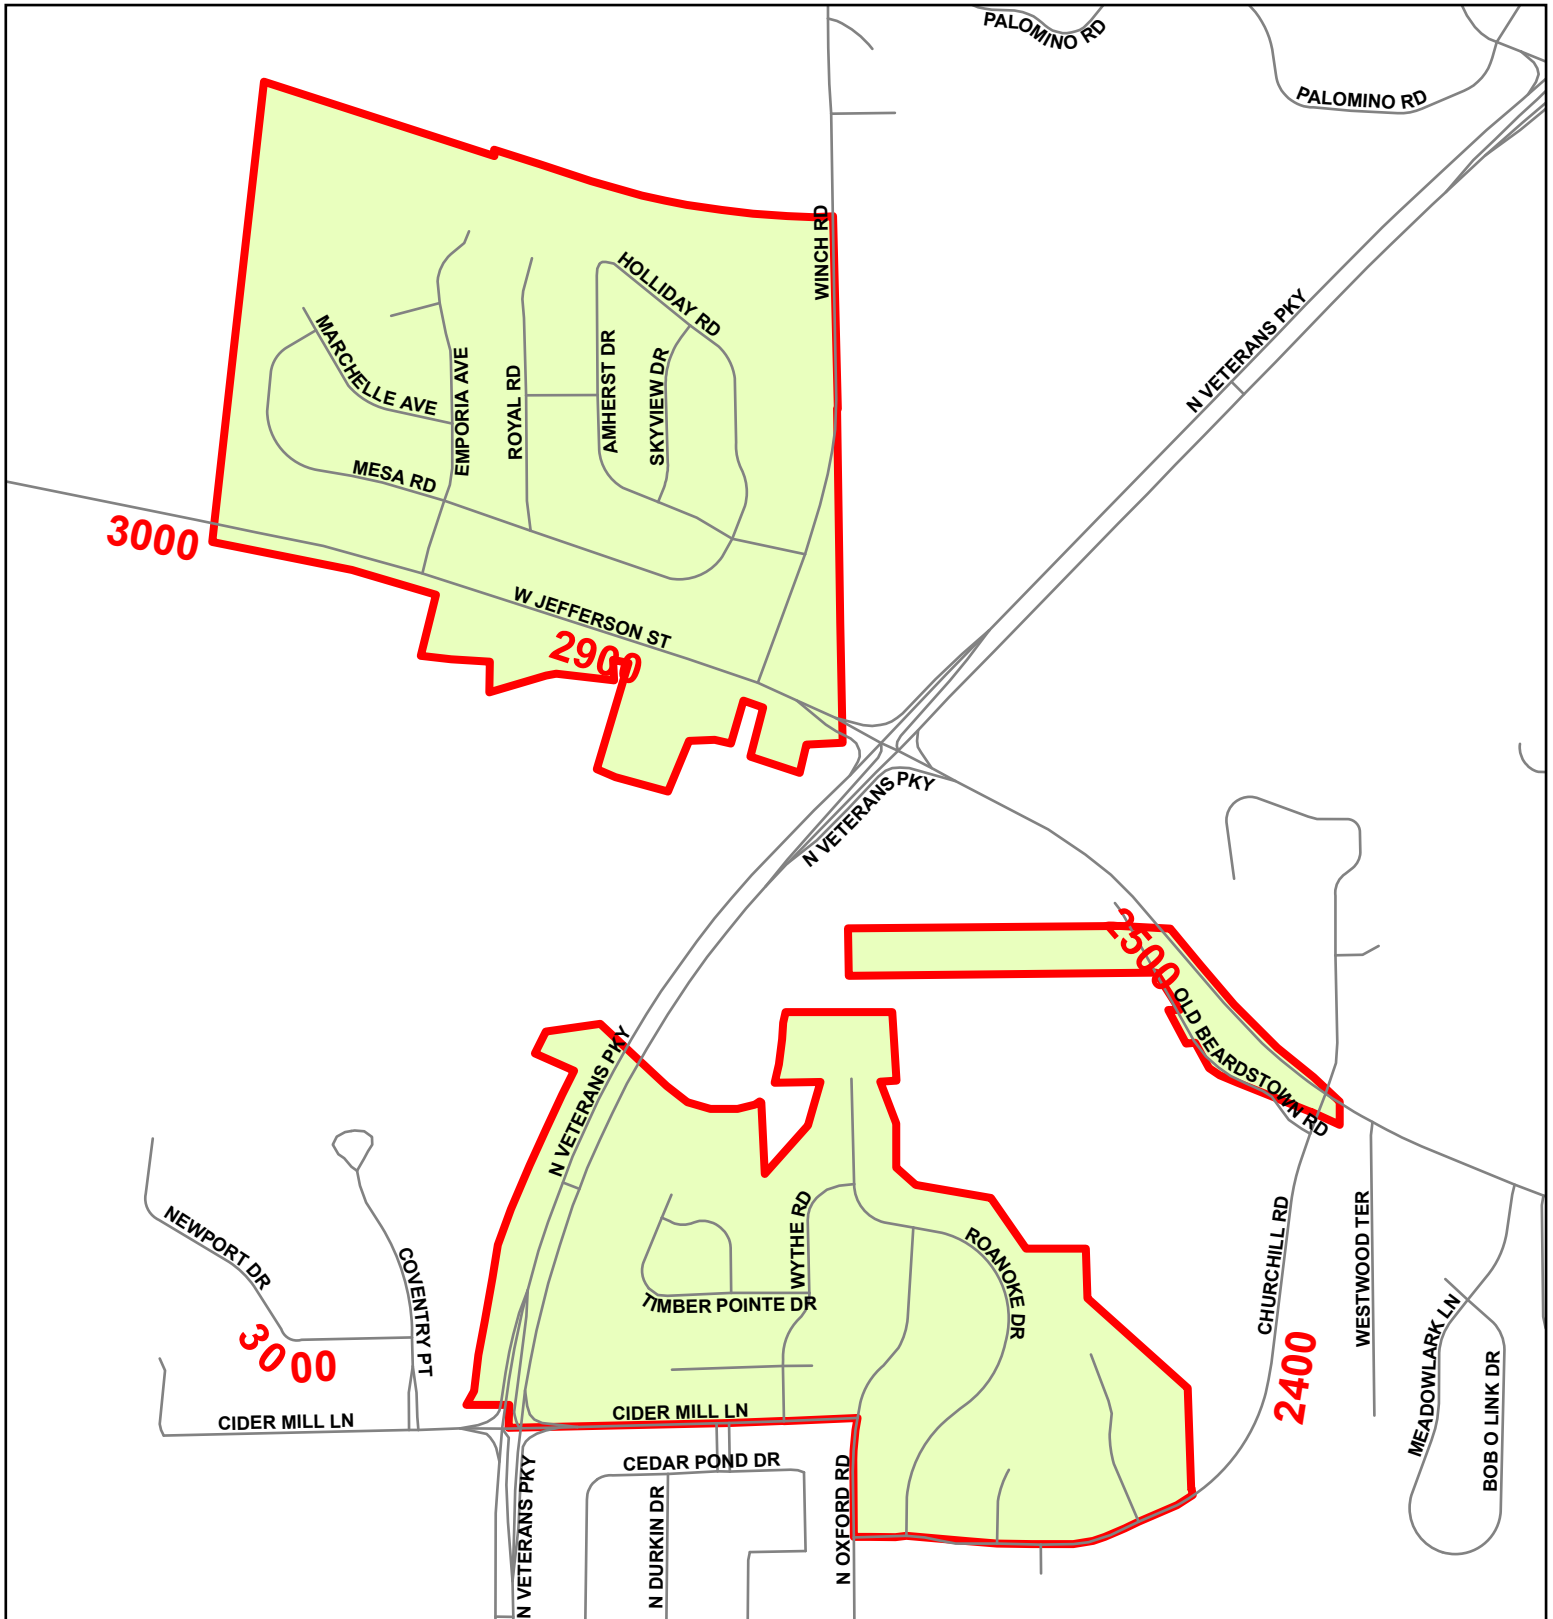 PALOMINO RD
PALOMINO RD
WINCH RD
HOLLIDAY RD
N VETERANS PKY
MARCHELLE AVE
EMPORIA AVE
ROYAL RD
AMHERST DR
SKYVIEW DR
MESA RD
3000
W JEFFERSON ST
2900
N VETERANS PKY
2500
OLD BEARDSTOWN RD
N VETERANS PKY
NEWPORT DR
COVENTRY PT
WYTHE RD
ROANOKE DR
TIMBER POINTE DR
CHURCHILL RD
WESTWOOD TER
3000
2400
MEADOWLARK LN
BOB O LINK DR
CIDER MILL LN
CIDER MILL LN
CEDAR POND DR
N VETERANS PKY
N DURKIN DR
N OXFORD RD